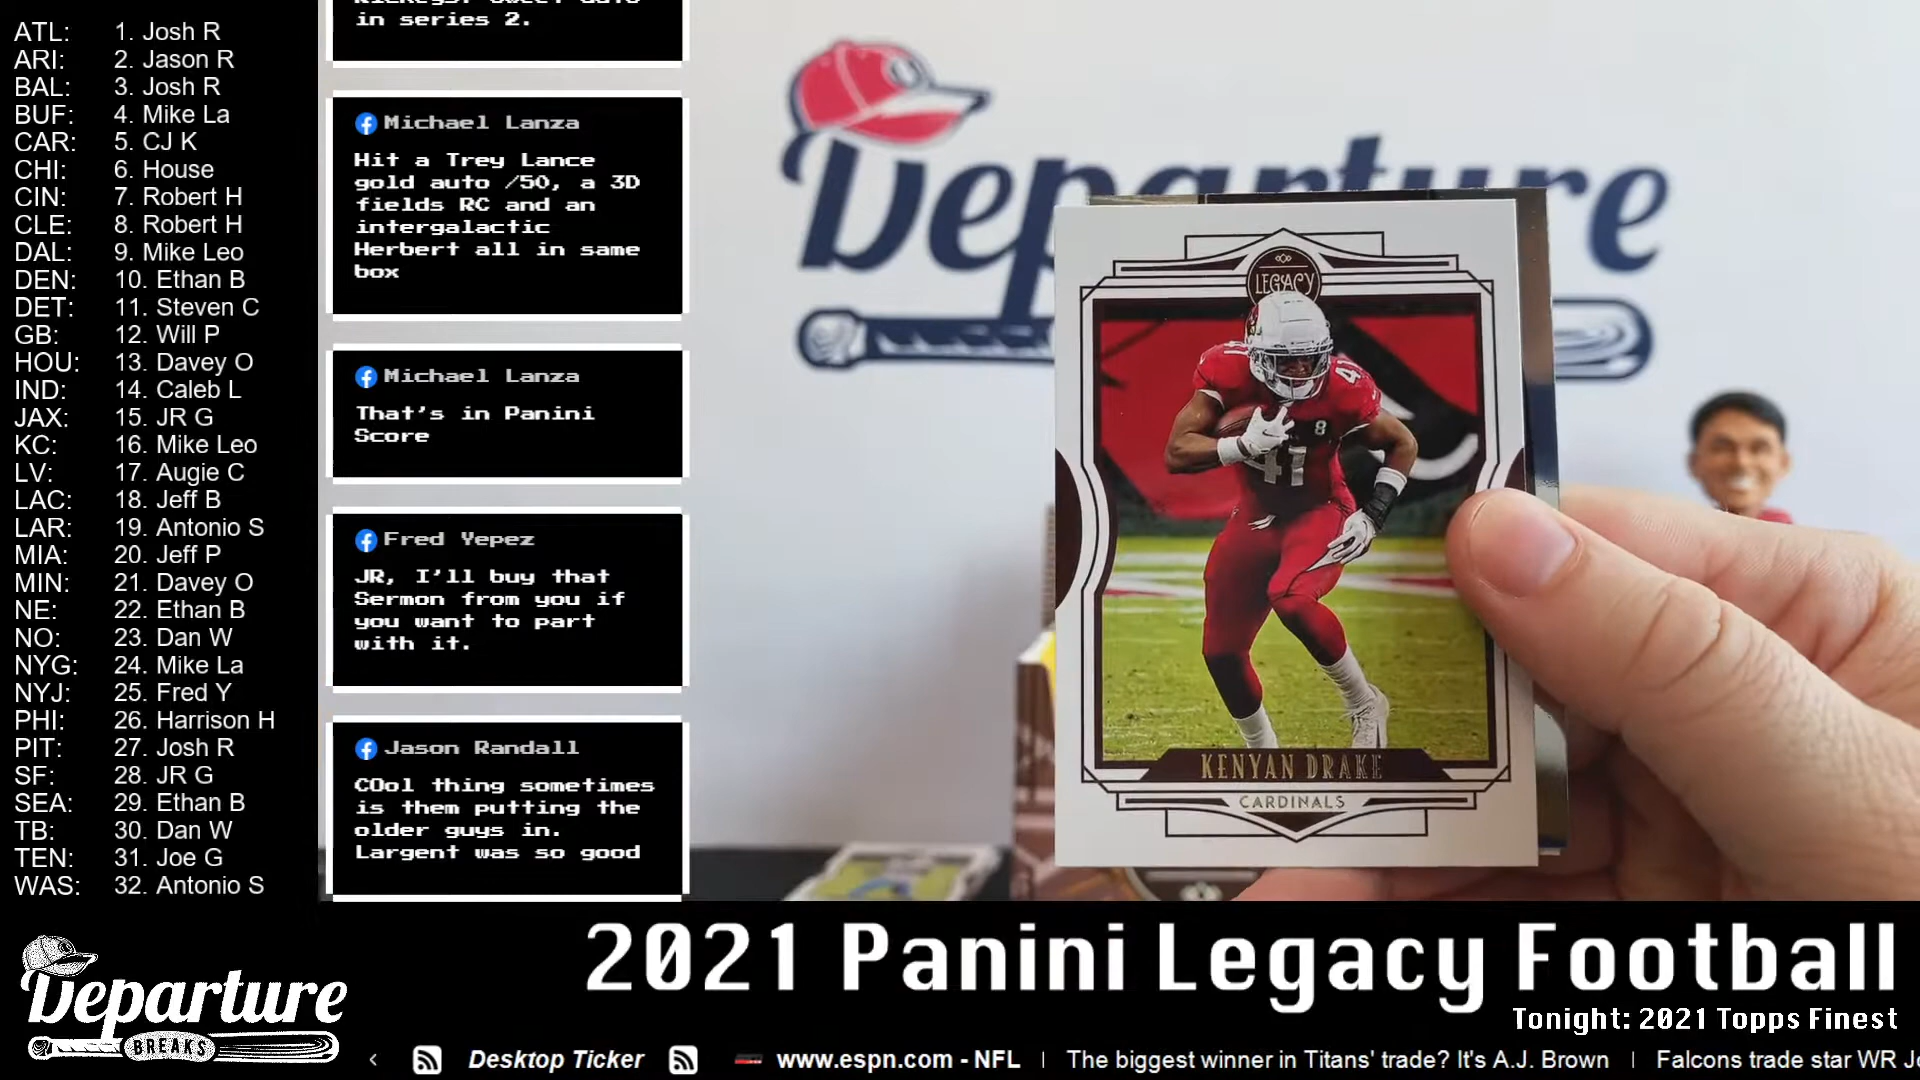 ATL: 1. Josh R
ARI: 2. Jason R
BAL: 3. Josh R
BUF: 4. Mike La
CAR: 5. CJ K
CHI: 6. House
CIN: 7. Robert H
CLE: 8. Robert H
DAL: 9. Mike Leo
DEN: 10. Ethan B
DET: 11. Steven C
GB: 12. Will P
HOU: 13. Davey O
IND: 14. Caleb L
JAX: 15. JR G
KC: 16. Mike Leo
LV: 17. Augie C
LAC: 18. Jeff B
LAR: 19. Antonio S
MIA: 20. Jeff P
MIN: 21. Davey O
NE: 22. Ethan B
NO: 23. Dan W
NYG: 24. Mike La
NYJ: 25. Fred Y
PHI: 26. Harrison H
PIT: 27. Josh R
SF: 28. JR G
SEA: 29. Ethan B
TB: 30. Dan W
TEN: 31. Joe G
WAS: 32. Antonio S
in series 2.
Michael Lanza
Hit a Trey Lance
gold auto /50, a 3D
fields RC and an
intergalactic
Herbert all in same
box
Michael Lanza
That's in Panini
Score
Fred Yepez
JR, I'll buy that
Sermon from you if
you want to part
with it.
Jason Randall
COol thing sometimes
is them putting the
older guys in.
Largent was so good
Departure
LEGACY
41
8
41
KENYAN DRAKE
CARDINALS
Departure
BREAKS
2021 Panini Legacy Football
Tonight: 2021 Topps Finest
Desktop Ticker www.espn.com - NFL | The biggest winner in Titans' trade? It's A.J. Brown | Falcons trade star WR